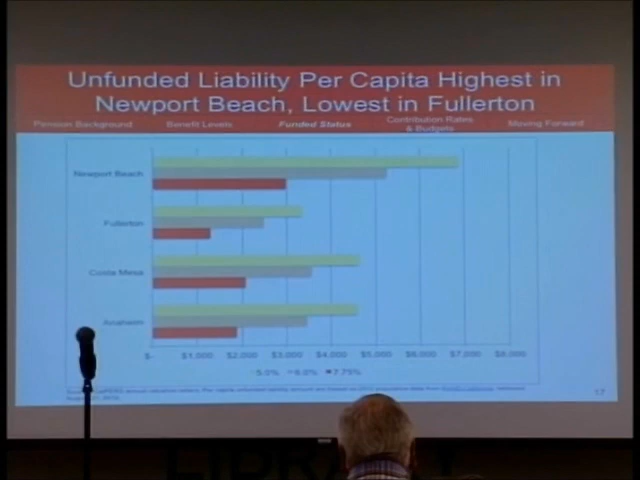 Unfunded Liability Per Capita Highest in
Newport Beach, Lowest in Fullerton
Pension Background Benefit Levels Funded Status Contribution Rates & Budgets Moving Forward
Newport Beach
Fullerton
Costa Mesa
Anaheim
$- $1,000 $2,000 $3,000 $4,000 $5,000 $6,000 $7,000 $8,000
5.0% 6.0% 7.75%
17